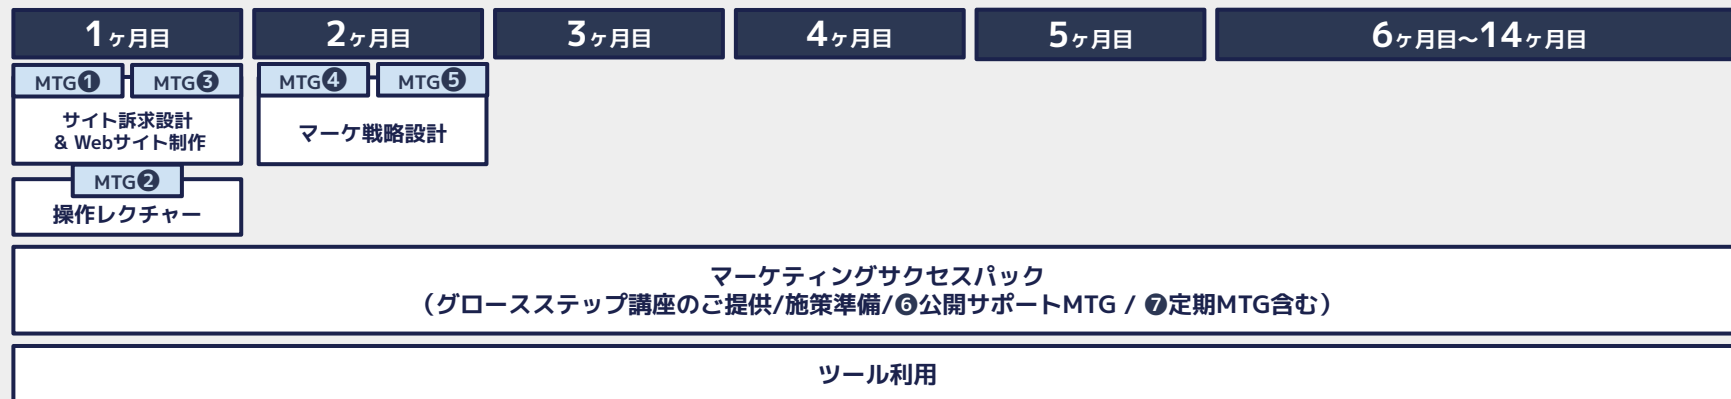 1ヶ月目
2ヶ月目
3ヶ月目
4ヶ月目
5ヶ月目
6ヶ月目～14ヶ月目
MTG❶
MTG❸
MTG❹
MTG❺
サイト訴求設計
& Webサイト制作
マーケ戦略設計
MTG❷
操作レクチャー
マーケティングサクセスパック
（グロースステップ講座のご提供/施策準備/❻公開サポートMTG / ❼定期MTG含む）
ツール利用